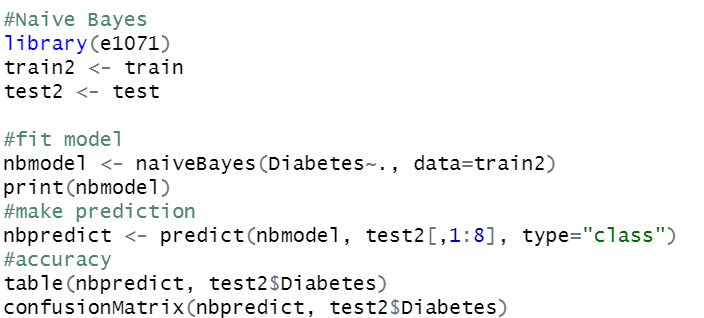 #Naive Bayes
library(e1071)
train2 <- train
test2 <- test
#fit model
nbmodel <- naiveBayes(Diabetes~., data=train2)
print(nbmodel)
#make prediction
nbpredict <- predict(nbmodel, test2[,1:8], type="class")
#accuracy
table(nbpredict, test2$Diabetes)
confusionMatrix(nbpredict, test2$Diabetes)